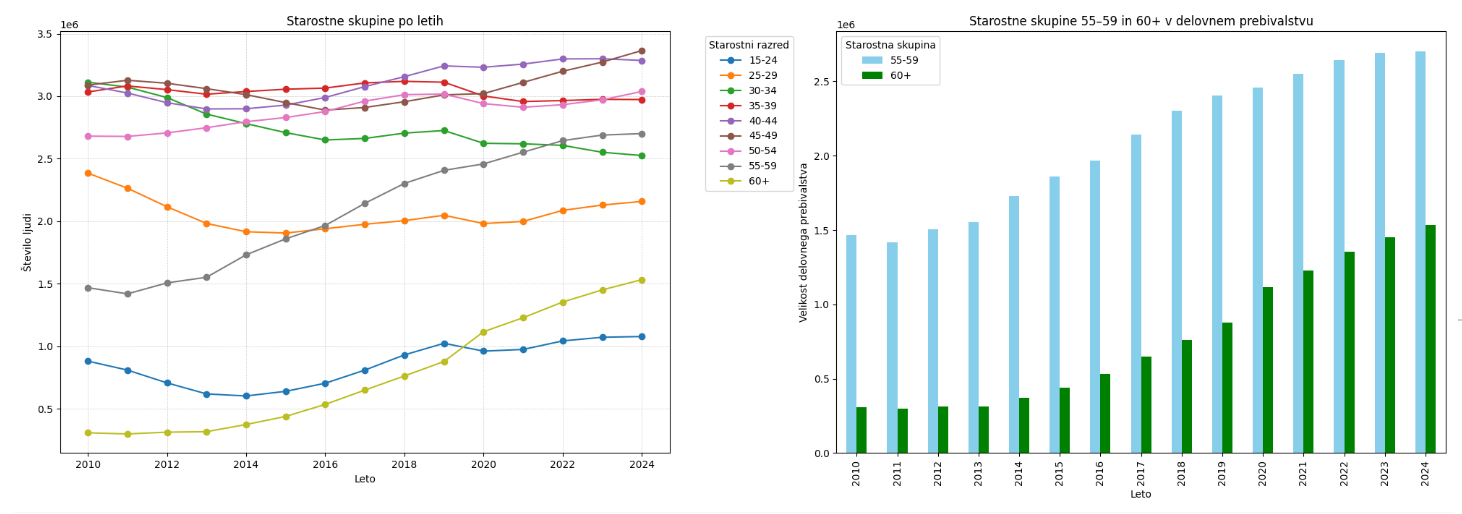 Starostne skupine po letih
1e6
3.5
3.0
2.5
2.0
1.5
1.0
0.5
Število ljudi
2010 2012 2014 2016 2018 2020 2022 2024
Leto
Starostni razred
15-24
25-29
30-34
35-39
40-44
45-49
50-54
55-59
60+
Starostne skupine 55–59 in 60+ v delovnem prebivalstvu
1e6
Starostna skupina
55-59
60+
2.5
2.0
1.5
1.0
0.5
0.0
Velikost delovnega prebivalstva
2010 2011 2012 2013 2014 2015 2016 2017 2018 2019 2020 2021 2022 2023 2024
Leto